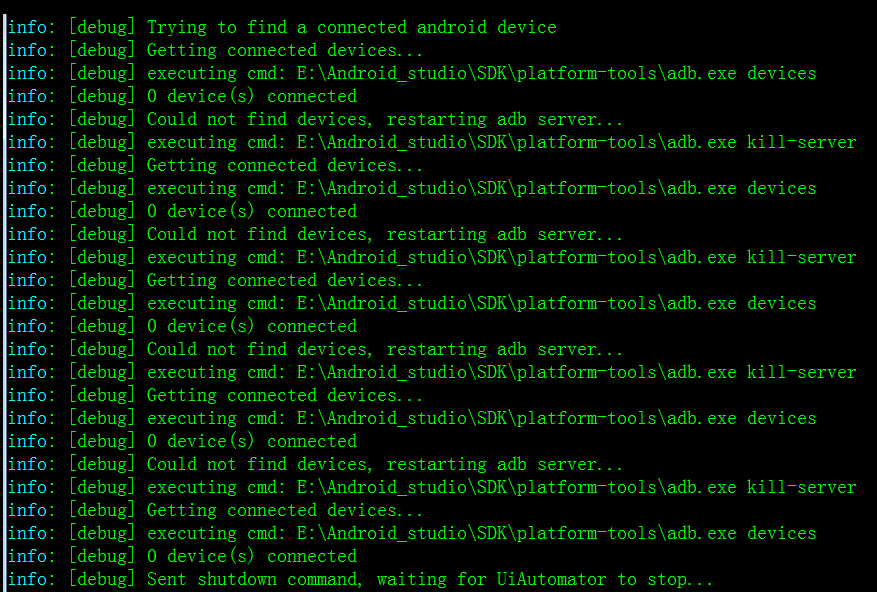 info: [debug] Trying to find a connected android device
info: [debug] Getting connected devices...
info: [debug] executing cmd: E:\Android_studio\SDK\platform-tools\adb.exe devices
info: [debug] 0 device(s) connected
info: [debug] Could not find devices, restarting adb server...
info: [debug] executing cmd: E:\Android_studio\SDK\platform-tools\adb.exe kill-server
info: [debug] Getting connected devices...
info: [debug] executing cmd: E:\Android_studio\SDK\platform-tools\adb.exe devices
info: [debug] 0 device(s) connected
info: [debug] Could not find devices, restarting adb server...
info: [debug] executing cmd: E:\Android_studio\SDK\platform-tools\adb.exe kill-server
info: [debug] Getting connected devices...
info: [debug] executing cmd: E:\Android_studio\SDK\platform-tools\adb.exe devices
info: [debug] 0 device(s) connected
info: [debug] Could not find devices, restarting adb server...
info: [debug] executing cmd: E:\Android_studio\SDK\platform-tools\adb.exe kill-server
info: [debug] Getting connected devices...
info: [debug] executing cmd: E:\Android_studio\SDK\platform-tools\adb.exe devices
info: [debug] 0 device(s) connected
info: [debug] Could not find devices, restarting adb server...
info: [debug] executing cmd: E:\Android_studio\SDK\platform-tools\adb.exe kill-server
info: [debug] Getting connected devices...
info: [debug] executing cmd: E:\Android_studio\SDK\platform-tools\adb.exe devices
info: [debug] 0 device(s) connected
info: [debug] Sent shutdown command, waiting for UiAutomator to stop...